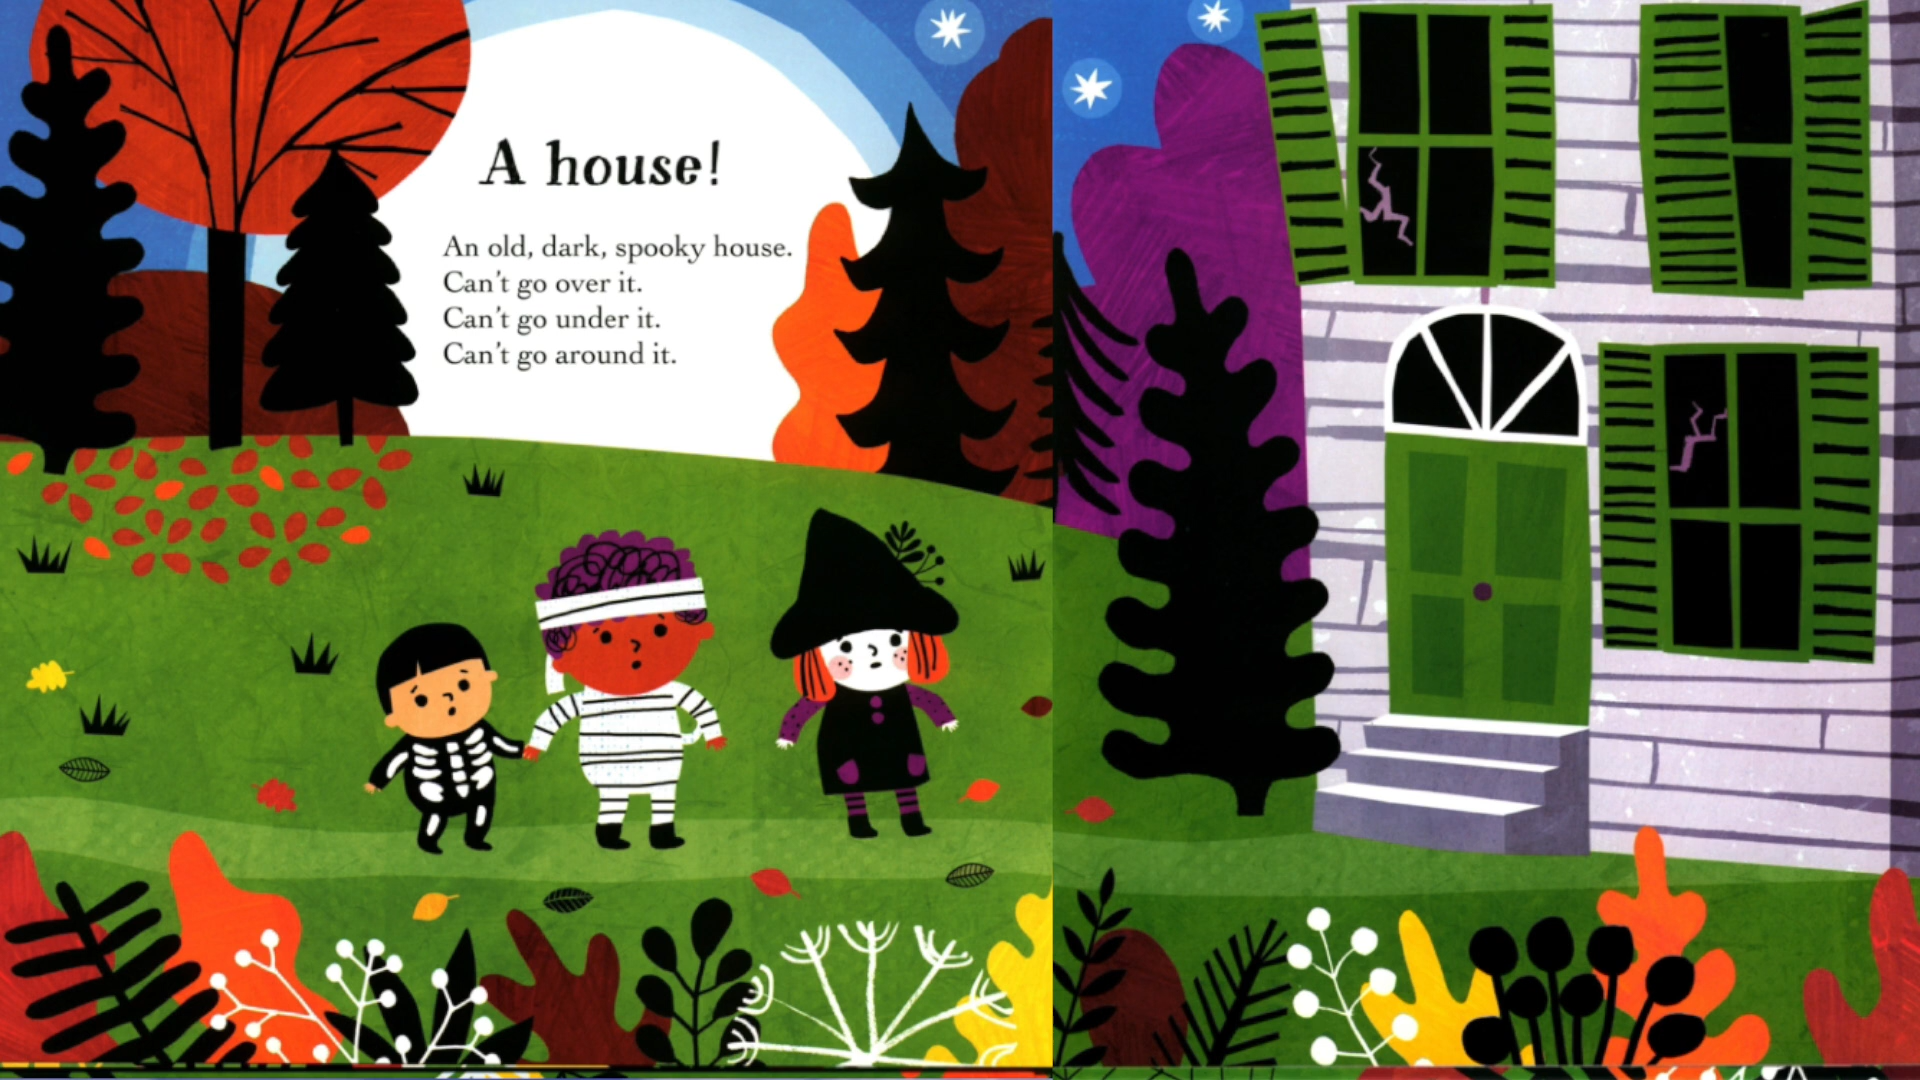 A house!
An old, dark, spooky house.
Can't go over it.
Can't go under it.
Can't go around it.